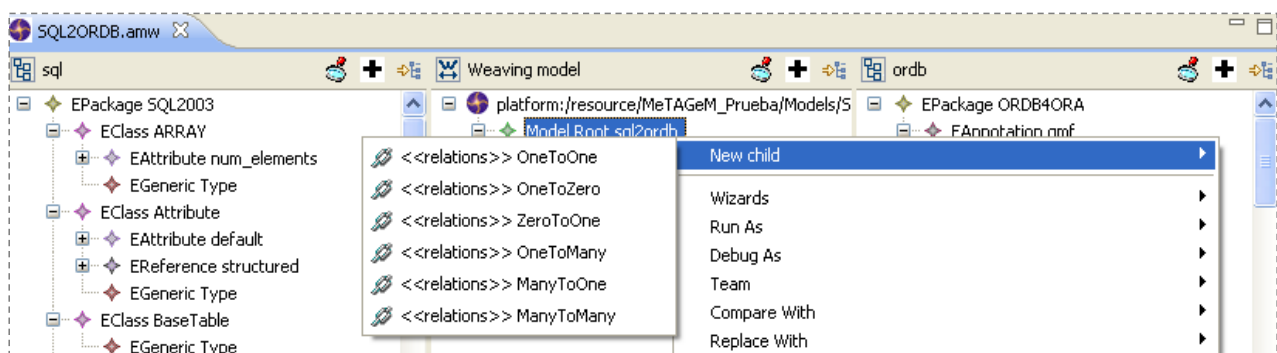 SQL2ORDB.amw
sql
EPackage SQL2003
EClass ARRAY
EAttribute num_elements
EGeneric Type
EClass Attribute
EAttribute default
EReference structured
EGeneric Type
EClass BaseTable
EGeneric Type
Weaving model
platform:/resource/MeTAGeM_Prueba/Models/S
Model Root sql2ordb
<<relations>> OneToOne
<<relations>> OneToZero
<<relations>> ZeroToOne
<<relations>> OneToMany
<<relations>> ManyToOne
<<relations>> ManyToMany
New child
Wizards
Run As
Debug As
Team
Compare With
Replace With
ordb
EPackage ORDB4ORA
EAnnotation gmf